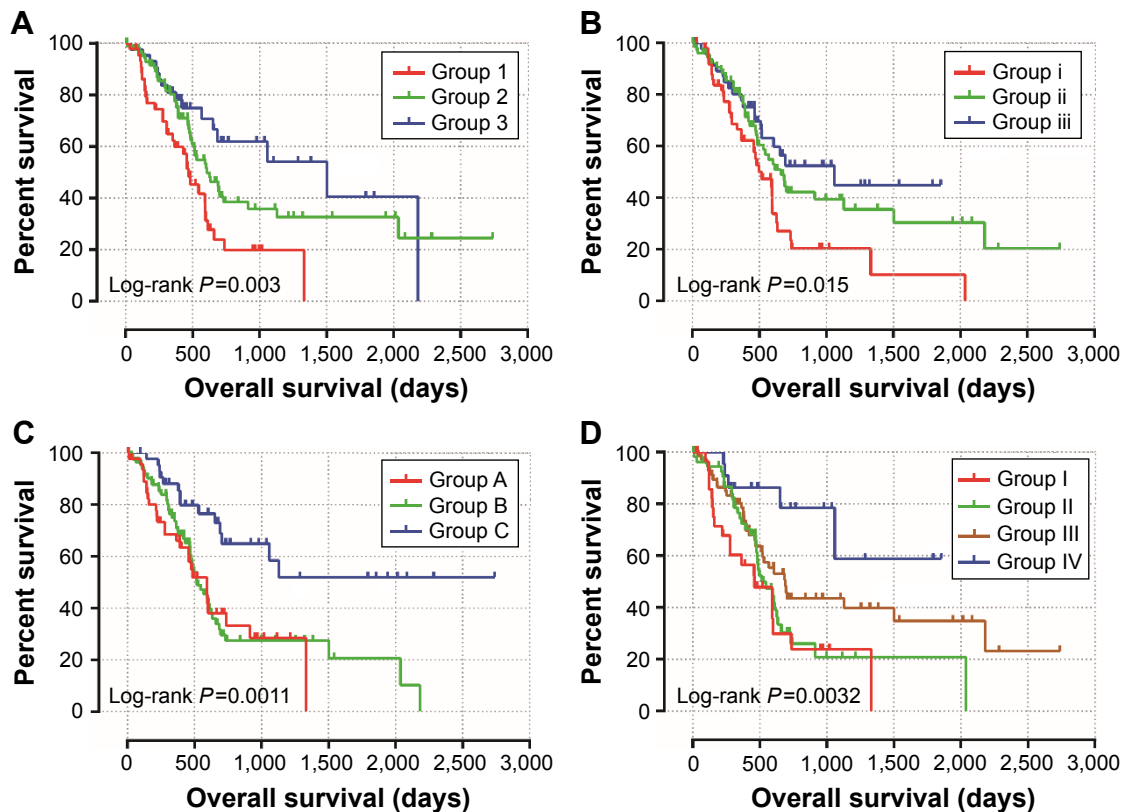 A
Percent survival
100
80
60
40
20
0
Group 1
Group 2
Group 3
Log-rank P=0.003
0 500 1,000 1,500 2,000 2,500 3,000
Overall survival (days)
B
Percent survival
100
80
60
40
20
0
Group i
Group ii
Group iii
Log-rank P=0.015
0 500 1,000 1,500 2,000 2,500 3,000
Overall survival (days)
C
Percent survival
100
80
60
40
20
0
Group A
Group B
Group C
Log-rank P=0.0011
0 500 1,000 1,500 2,000 2,500 3,000
Overall survival (days)
D
Percent survival
100
80
60
40
20
0
Group I
Group II
Group III
Group IV
Log-rank P=0.0032
0 500 1,000 1,500 2,000 2,500 3,000
Overall survival (days)